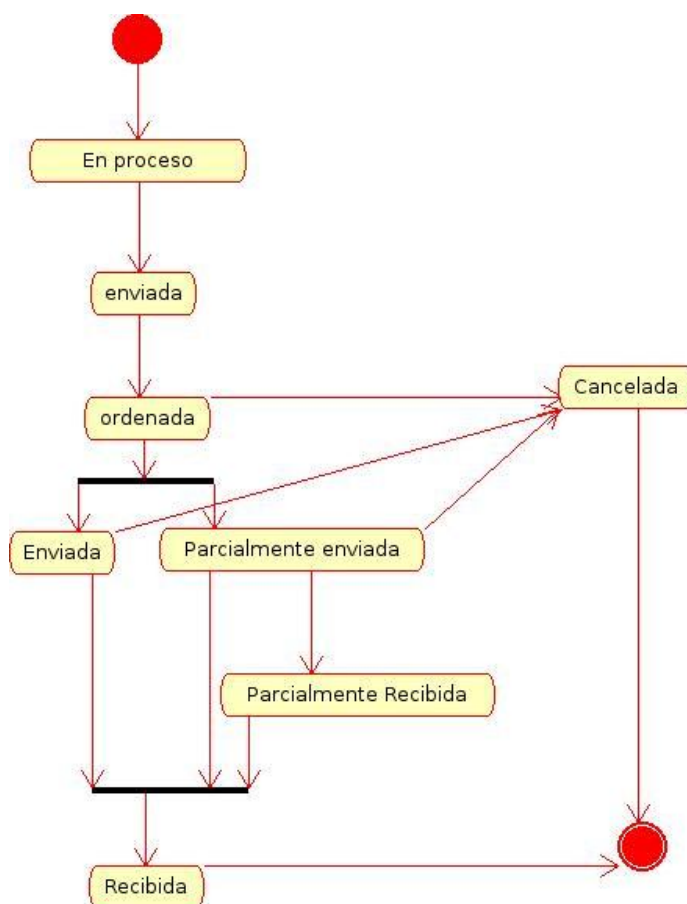 En proceso
enviada
Cancelada
ordenada
Enviada
Parcialmente enviada
Parcialmente Recibida
Recibida